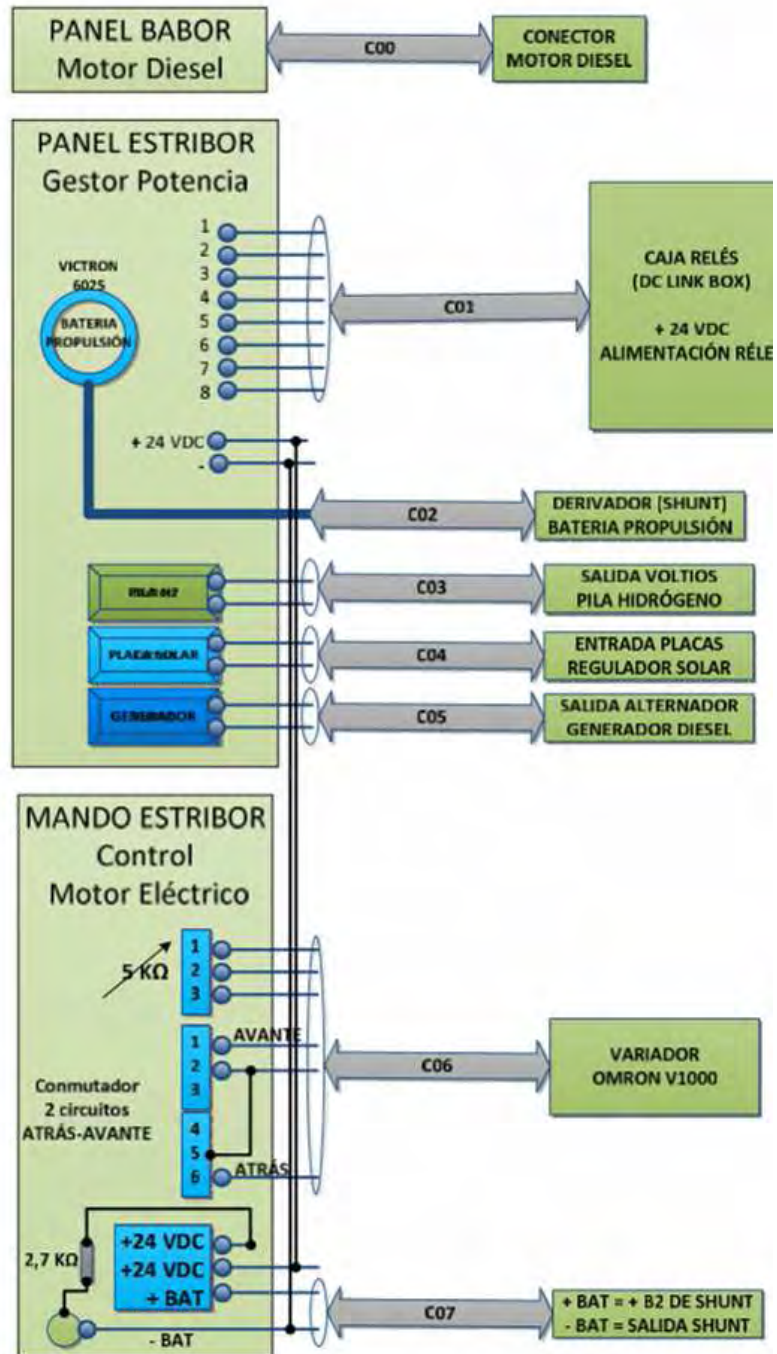 PANEL BABOR
Motor Diesel
C00
CONECTOR
MOTOR DIESEL
PANEL ESTRIBOR
Gestor Potencia
VICTRON
602S
BATERIA
PROPULSIÓN
1
2
3
4
5
6
7
8
C01
CAJA RELÉS
(DC LINK BOX)
+ 24 VDC
ALIMENTACIÓN RÉLE
+ 24 VDC
-
C02
DERIVADOR (SHUNT)
BATERIA PROPULSIÓN
PILA H2
C03
SALIDA VOLTIOS
PILA HIDRÓGENO
PLACA SOLAR
C04
ENTRADA PLACAS
REGULADOR SOLAR
GENERADOR
C05
SALIDA ALTERNADOR
GENERADOR DIESEL
MANDO ESTRIBOR
Control
Motor Eléctrico
5 KΩ
1
2
3
Conmutador
2 circuitos
ATRÁS-AVANTE
1
2
3
4
5
6
AVANTE
ATRÁS
C06
VARIADOR
OMRON V1000
2,7 KΩ
+24 VDC
+24 VDC
+ BAT
- BAT
C07
+ BAT = + B2 DE SHUNT
- BAT = SALIDA SHUNT